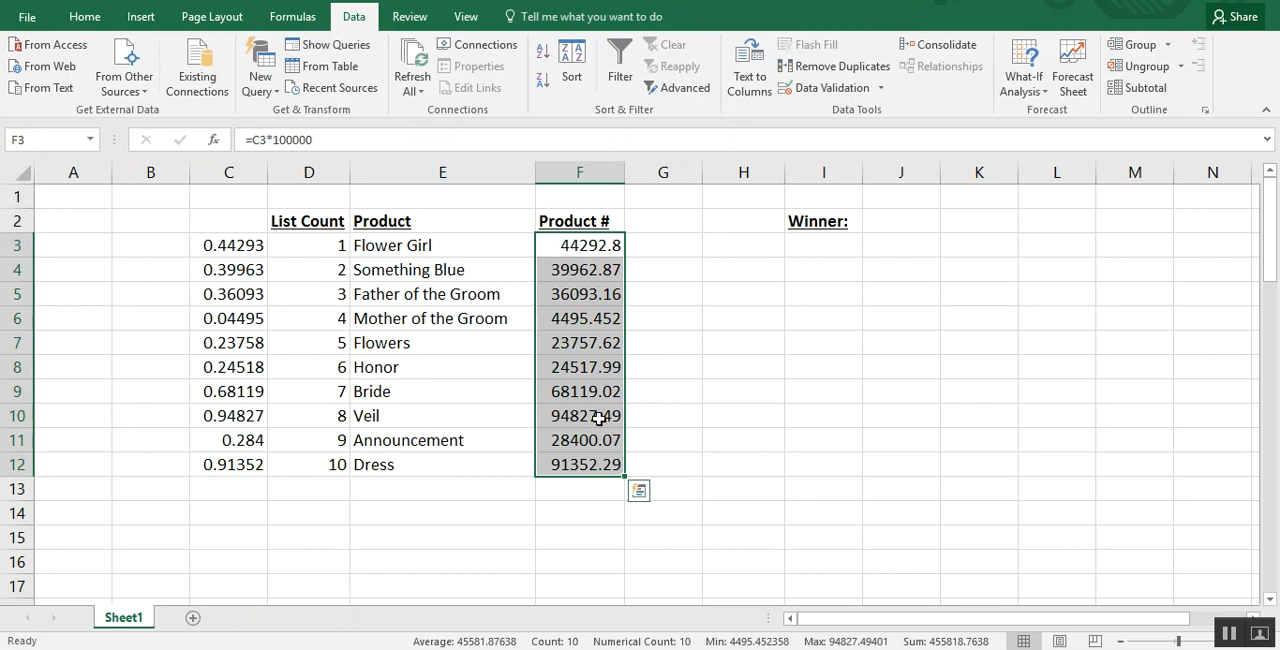 File Home Insert Page Layout Formulas Data Review View Tell me what you want to do Share
From Access
From Web
From Text
From Other Sources
Existing Connections
Get External Data
New Query
Show Queries
From Table
Recent Sources
Get & Transform
Refresh All
Connections
Properties
Edit Links
Connections
A Z
Z A
Z A
A Z
Sort
Filter
Clear
Reapply
Advanced
Sort & Filter
Text to Columns
Flash Fill
Remove Duplicates
Data Validation
Consolidate
Relationships
Data Tools
What-If Analysis
Forecast Sheet
Forecast
Group
Ungroup
Subtotal
Outline
F3 fx =C3*100000
A B C D E F G H I J K L M N
1
2 List Count Product Product # Winner:
3 0.44293 1 Flower Girl 44292.8
4 0.39963 2 Something Blue 39962.87
5 0.36093 3 Father of the Groom 36093.16
6 0.04495 4 Mother of the Groom 4495.452
7 0.23758 5 Flowers 23757.62
8 0.24518 6 Honor 24517.99
9 0.68119 7 Bride 68119.02
10 0.94827 8 Veil 94827.49
11 0.284 9 Announcement 28400.07
12 0.91352 10 Dress 91352.29
13
14
15
16
17
Sheet1
Ready Average: 45581.87638 Count: 10 Numerical Count: 10 Min: 4495.452358 Max: 94827.49401 Sum: 455818.7638